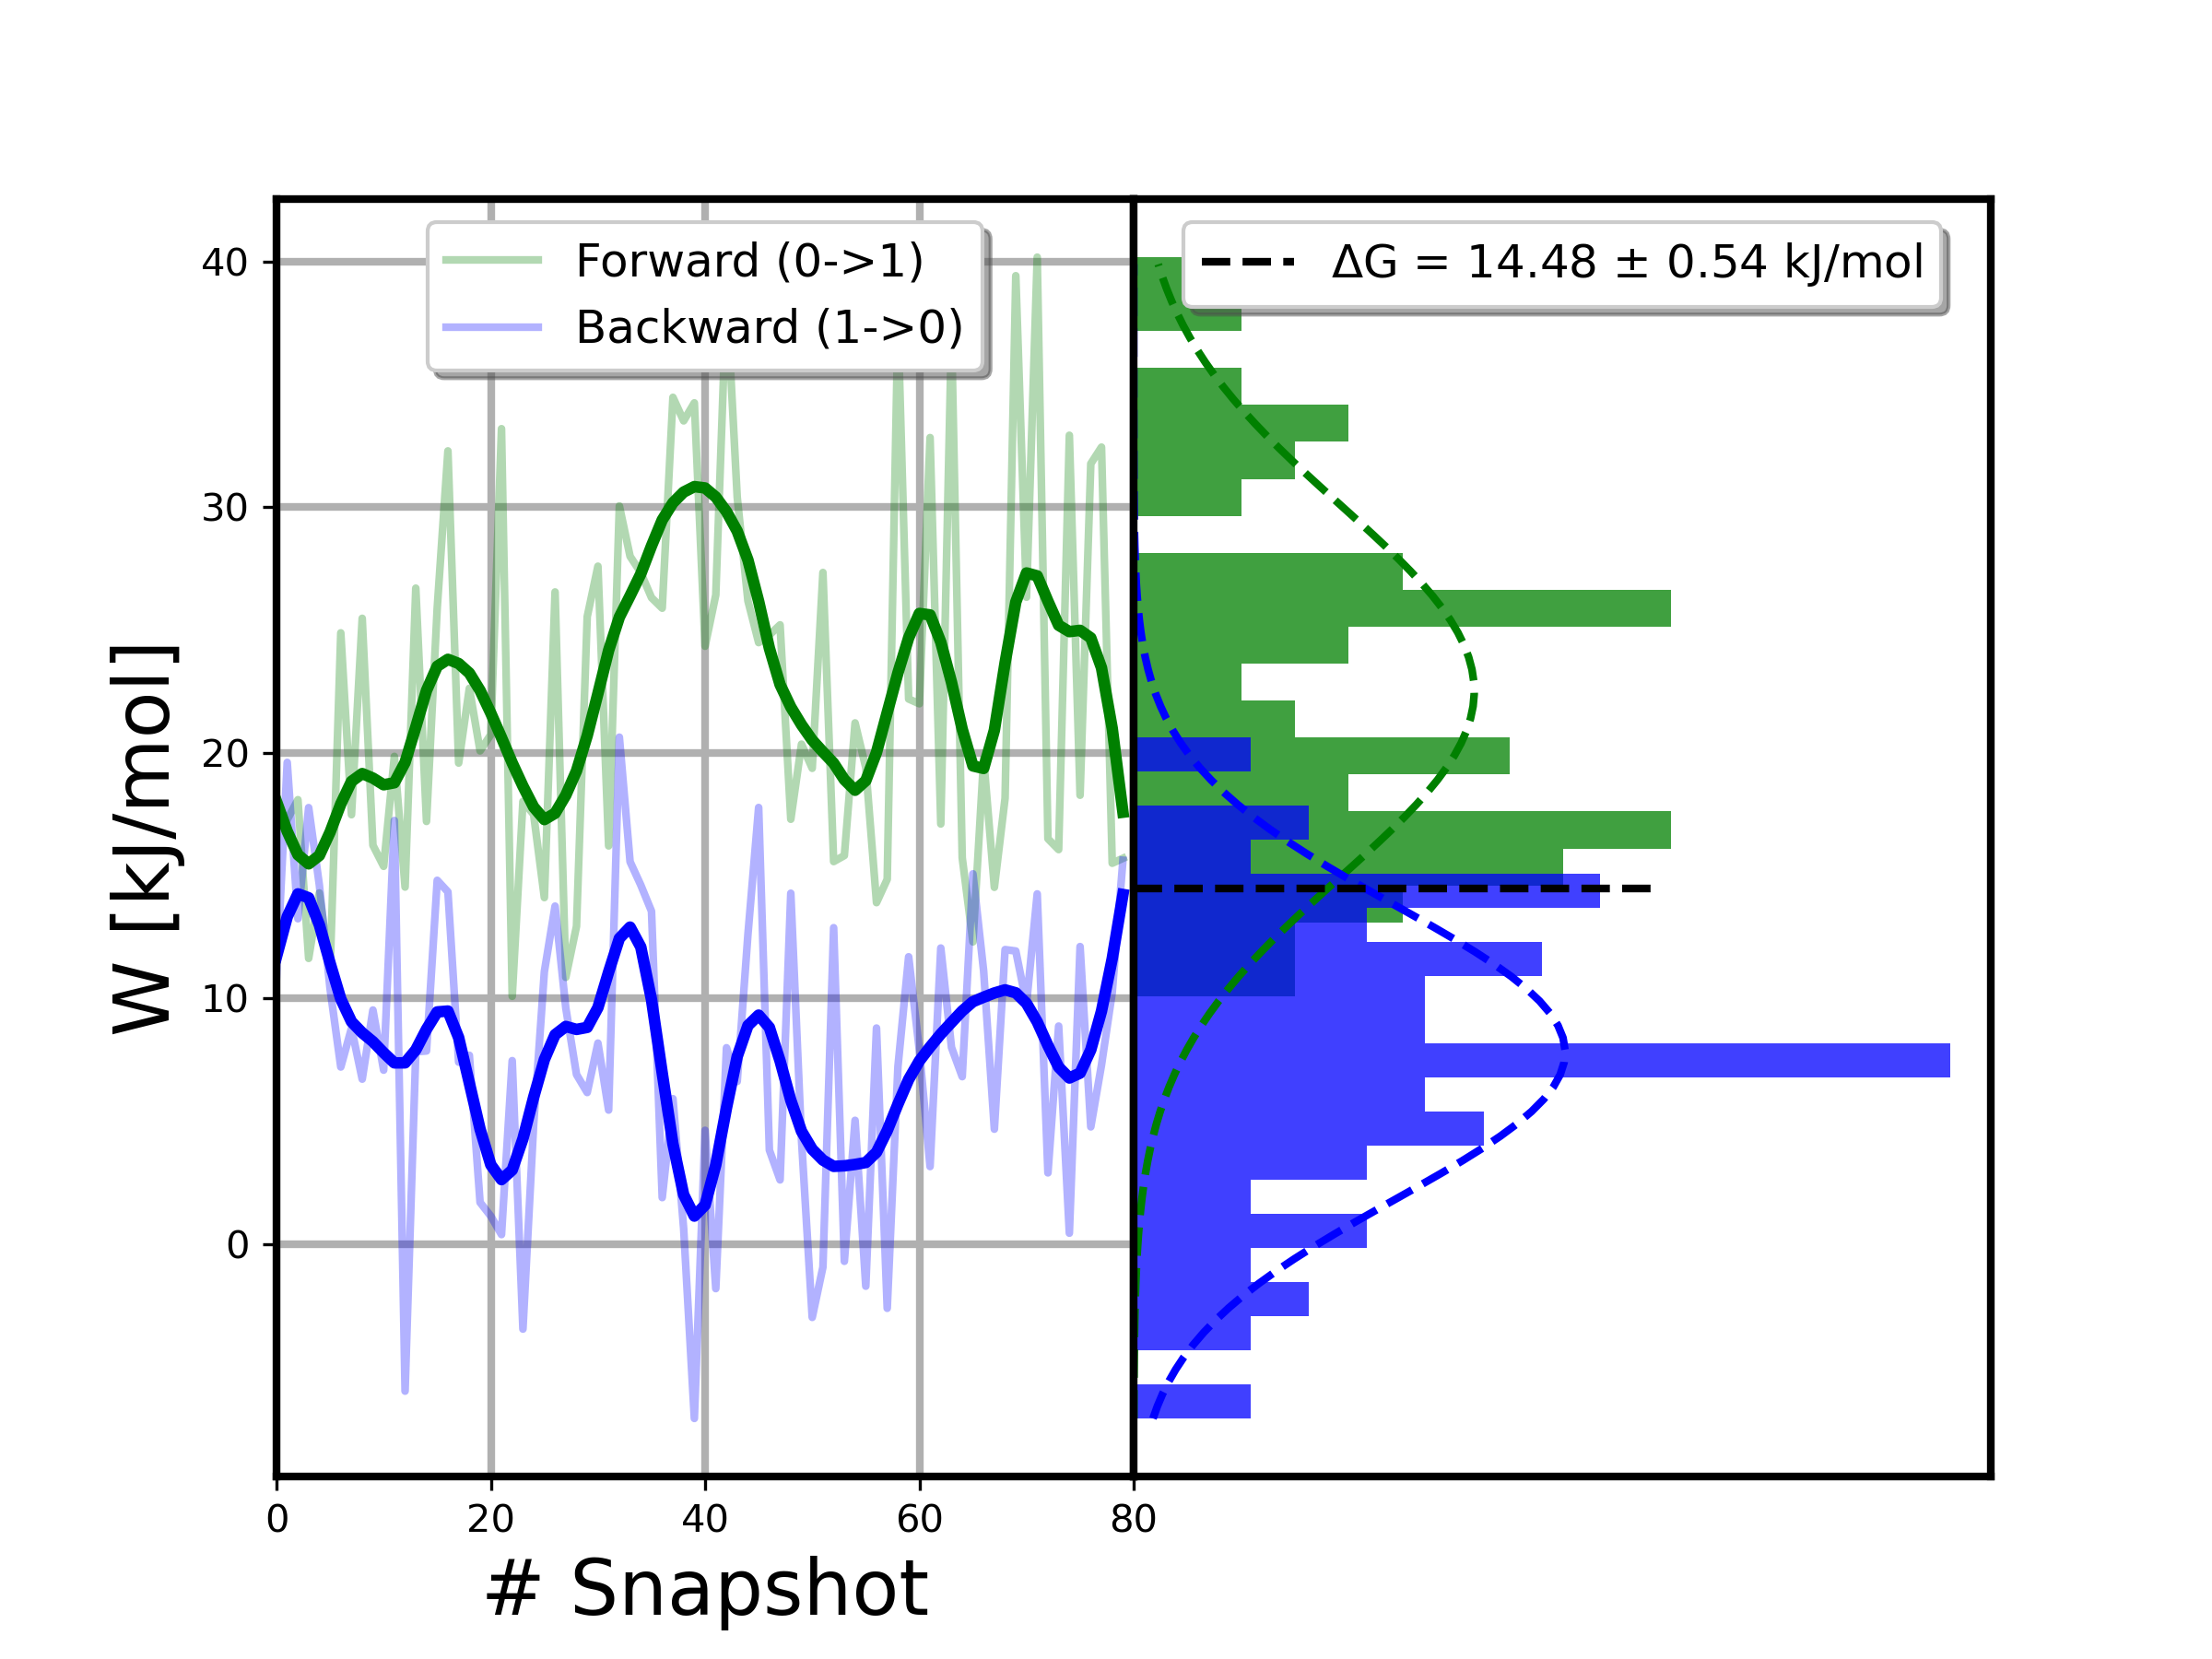 Forward (0->1)
Backward (1->0)
ΔG = 14.48 ± 0.54 kJ/mol
W [kJ/mol]
40
30
20
10
0
0 20 40 60 80
# Snapshot